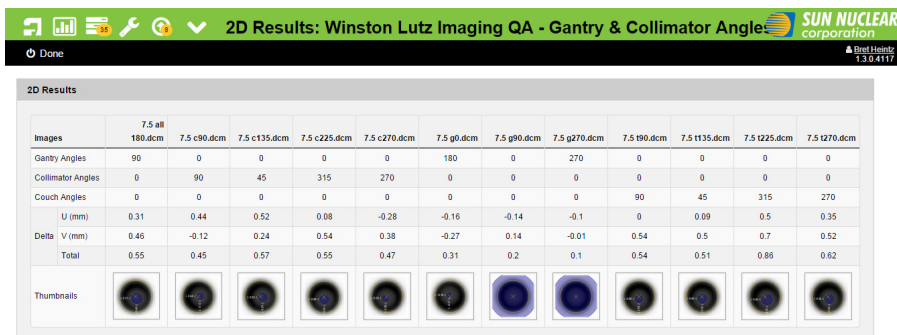 35
6
2D Results: Winston Lutz Imaging QA - Gantry & Collimator Angles
SUN NUCLEAR
corporation
Done
Bret Heintz
1.3.0.4117
2D Results
Images 7.5 all 180.dcm 7.5 c90.dcm 7.5 c135.dcm 7.5 c225.dcm 7.5 c270.dcm 7.5 g0.dcm 7.5 g90.dcm 7.5 g270.dcm 7.5 t90.dcm 7.5 t135.dcm 7.5 t225.dcm 7.5 t270.dcm
Gantry Angles 90 0 0 0 0 180 0 270 0 0 0 0
Collimator Angles 0 90 45 315 270 0 0 0 0 0 0 0
Couch Angles 0 0 0 0 0 0 0 0 90 45 315 270
Delta
U (mm) 0.31 0.44 0.52 0.08 -0.28 -0.16 -0.14 -0.1 0 0.09 0.5 0.35
V (mm) 0.46 -0.12 0.24 0.54 0.38 -0.27 0.14 -0.01 0.54 0.5 0.7 0.52
Total 0.55 0.45 0.57 0.55 0.47 0.31 0.2 0.1 0.54 0.51 0.86 0.62
Thumbnails